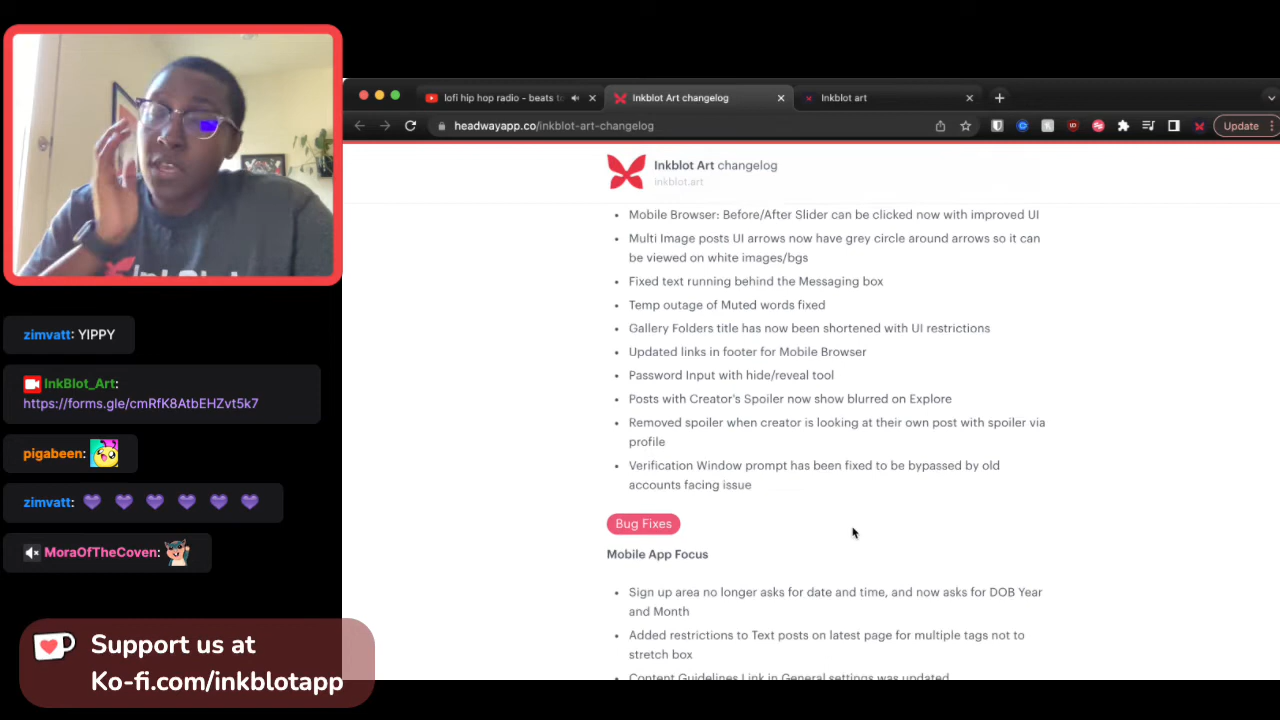 lofi hip hop radio - beats to
Inkblot Art changelog
Inkblot art
headwayapp.co/inkblot-art-changelog
Update
Inkblot Art changelog
inkblot.art
Mobile Browser: Before/After Slider can be clicked now with improved UI
Multi Image posts UI arrows now have grey circle around arrows so it can
be viewed on white images/bgs
Fixed text running behind the Messaging box
Temp outage of Muted words fixed
Gallery Folders title has now been shortened with UI restrictions
Updated links in footer for Mobile Browser
Password Input with hide/reveal tool
Posts with Creator's Spoiler now show blurred on Explore
Removed spoiler when creator is looking at their own post with spoiler via
profile
Verification Window prompt has been fixed to be bypassed by old
accounts facing issue
Bug Fixes
Mobile App Focus
Sign up area no longer asks for date and time, and now asks for DOB Year
and Month
Added restrictions to Text posts on latest page for multiple tags not to
stretch box
Content Guidelines Link in General settings was updated
zimvatt: YIPPY
InkBlot_Art:
https://forms.gle/cmRfK8AtbEHZvt5k7
pigabeen:
zimvatt:
MoraOfTheCoven:
Support us at
Ko-fi.com/inkblotapp